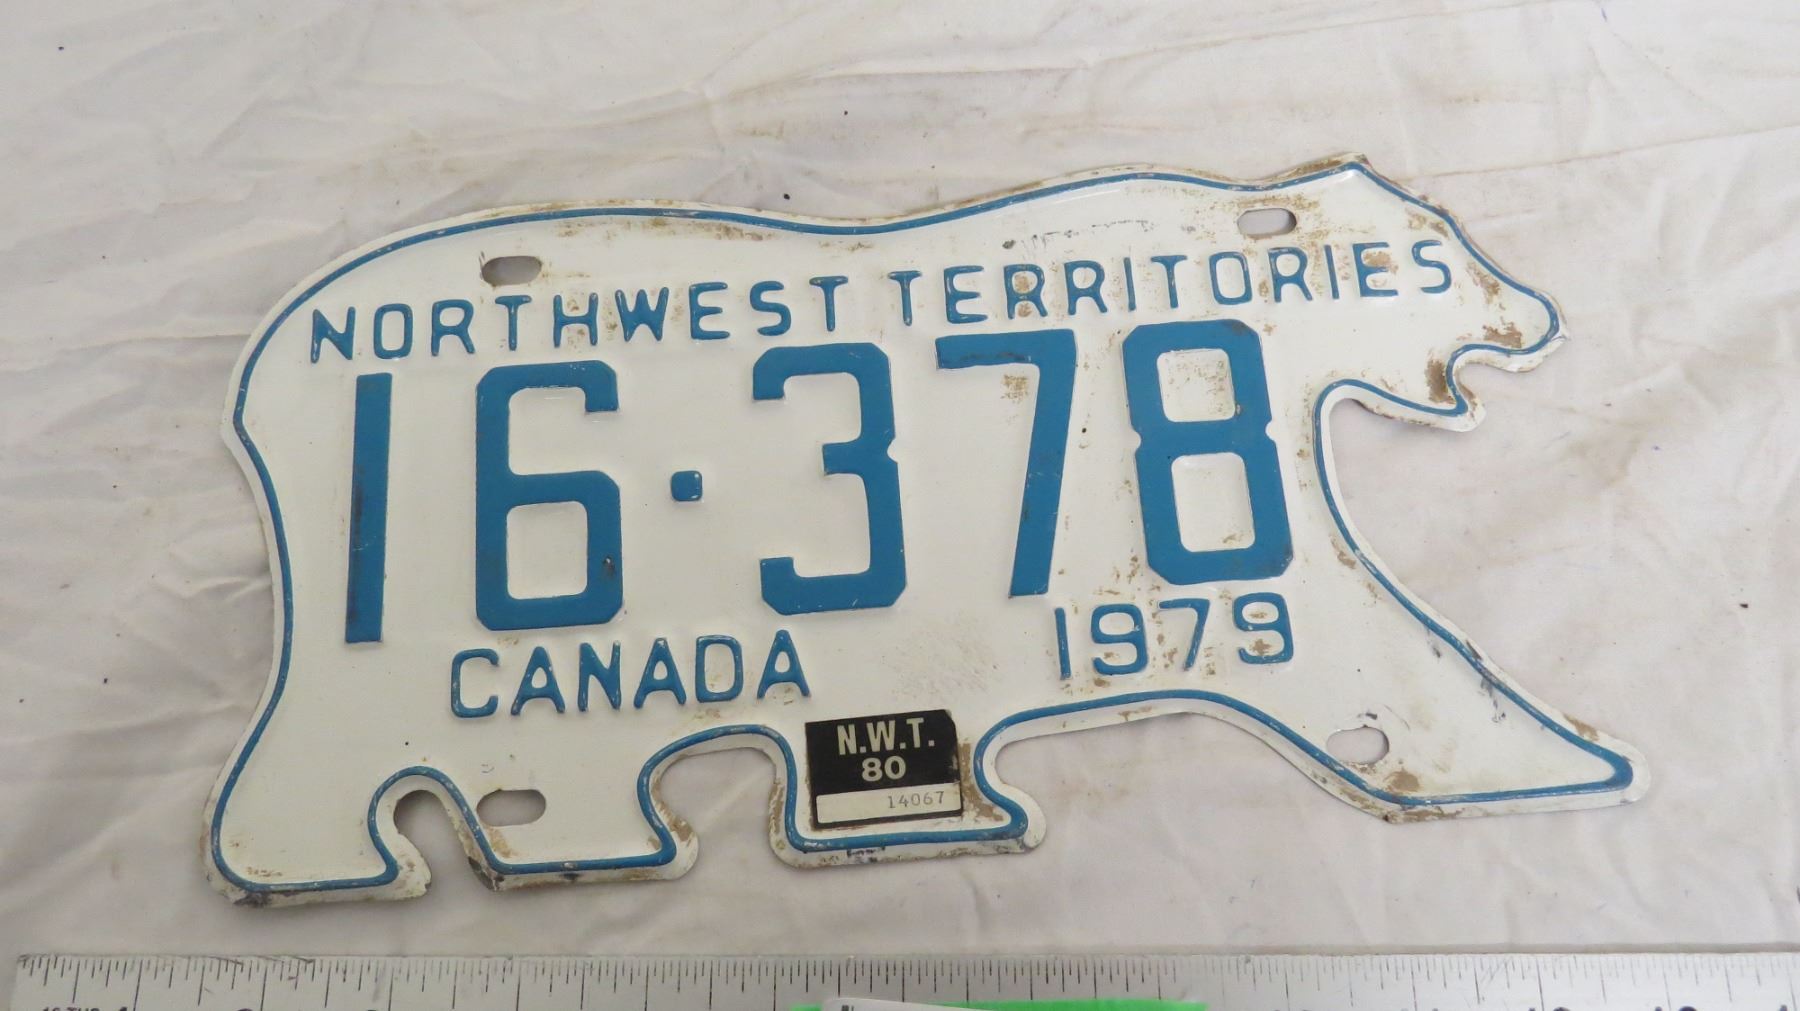 NORTHWEST TERRITORIES
16·378
CANADA 1979
N.W.T.
80
14067